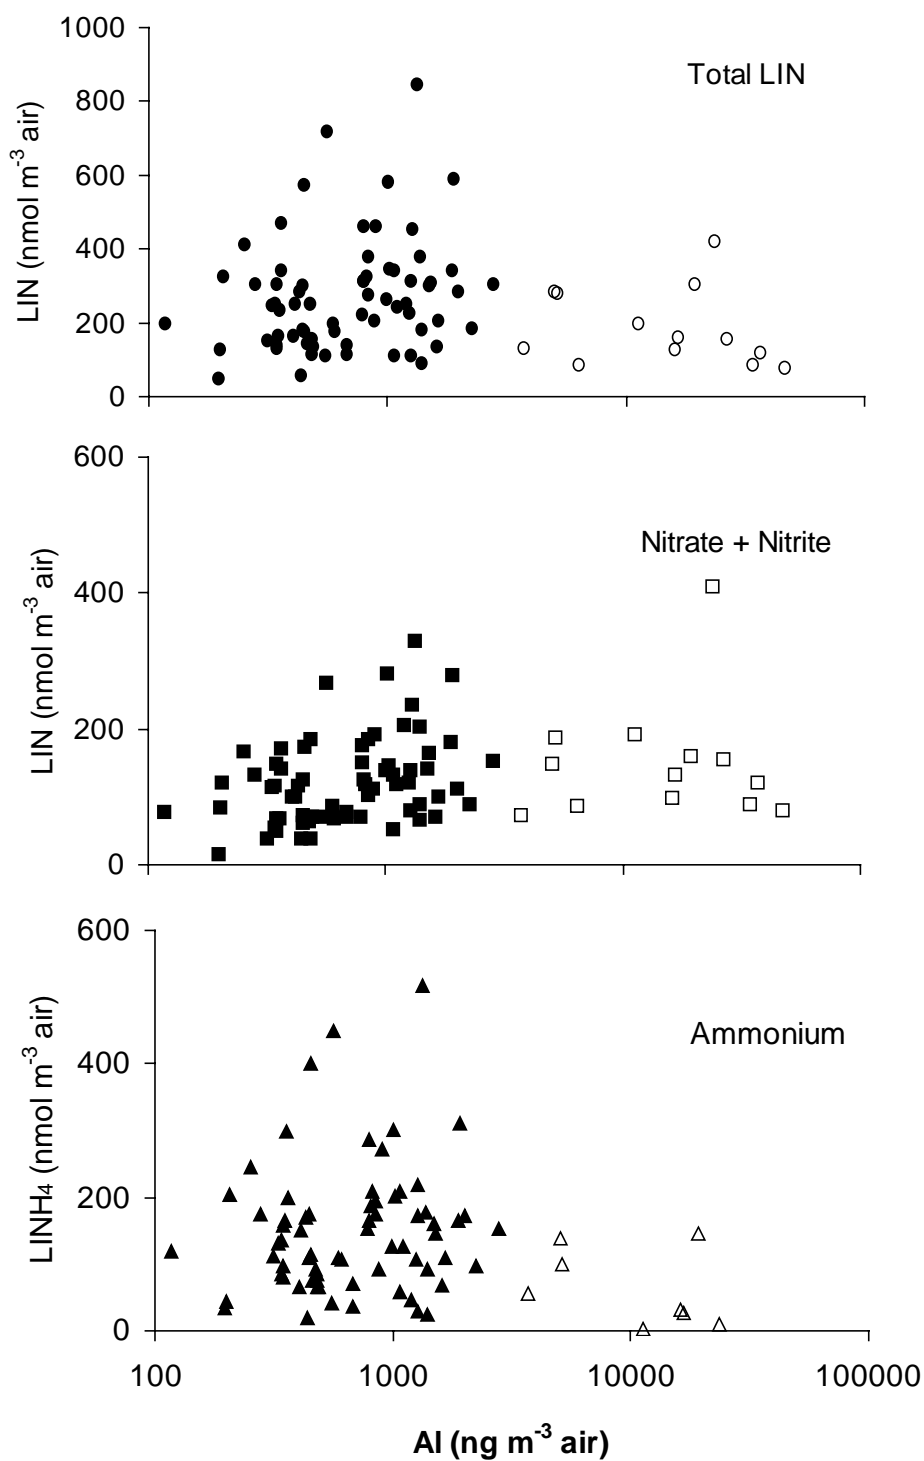 1000
800
600
400
200
0
LIN (nmol m-3 air)
Total LIN
600
400
200
0
LIN (nmol m-3 air)
Nitrate + Nitrite
600
400
200
0
LINH4 (nmol m-3 air)
Ammonium
100 1000 10000 100000
Al (ng m-3 air)